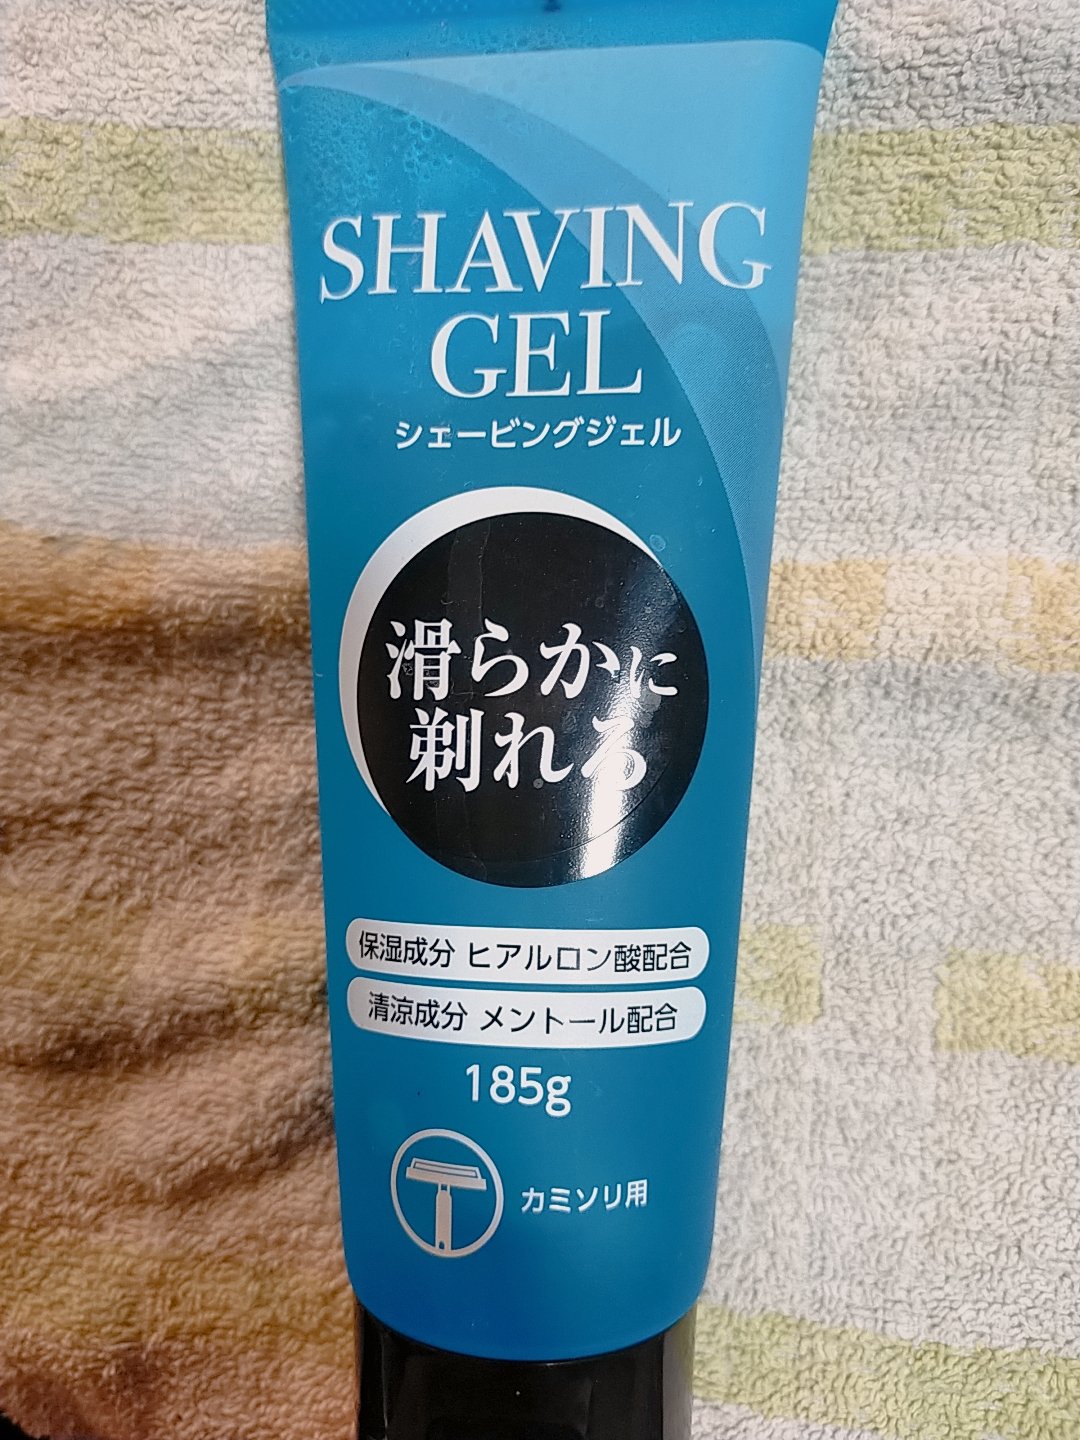 SHAVING
GEL
シェービングジェル
滑らかに
剃れる
保湿成分 ヒアルロン酸配合
清涼成分 メントール配合
185g
カミソリ用